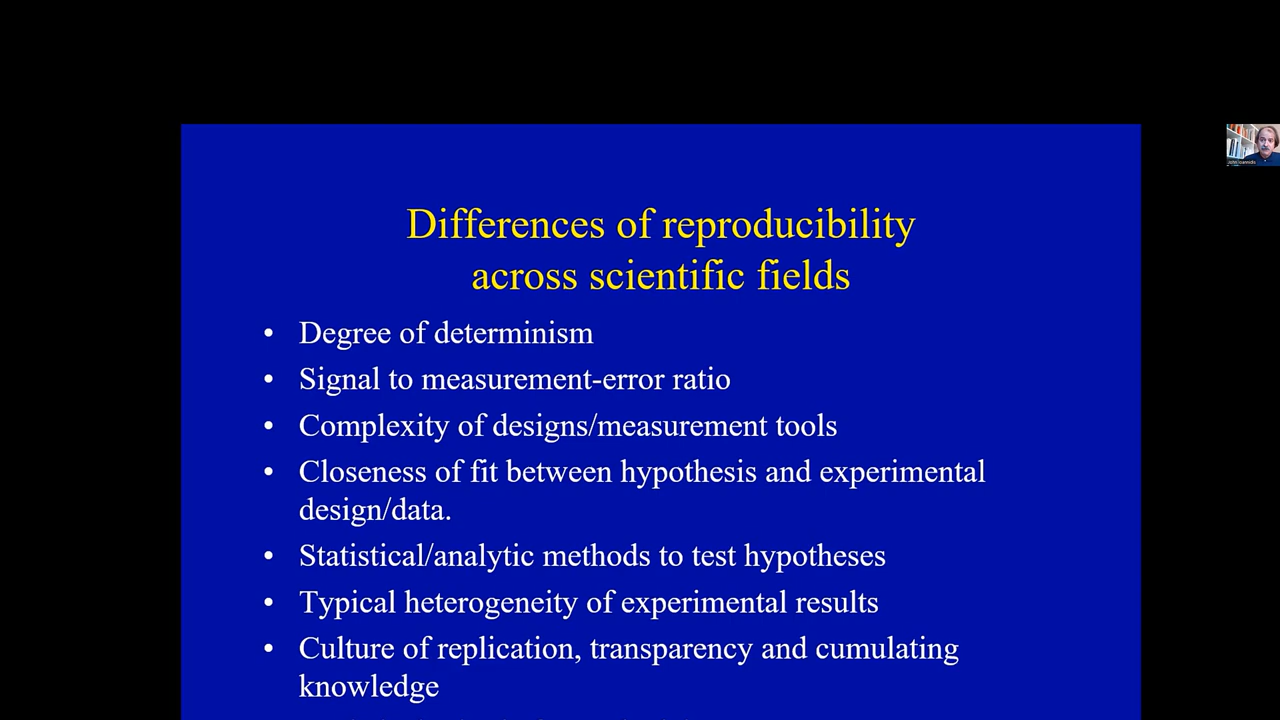 Differences of reproducibility
across scientific fields
• Degree of determinism
• Signal to measurement-error ratio
• Complexity of designs/measurement tools
• Closeness of fit between hypothesis and experimental
design/data.
• Statistical/analytic methods to test hypotheses
• Typical heterogeneity of experimental results
• Culture of replication, transparency and cumulating
knowledge
John Ioannidis